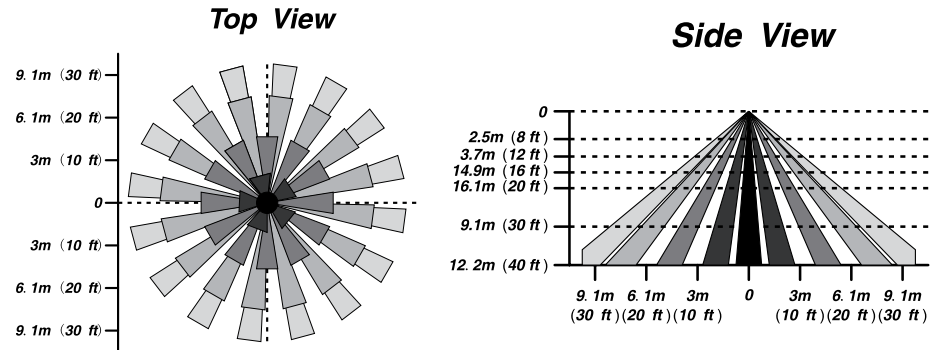 Top View
9. 1m (30 ft)
6. 1m (20 ft)
3m (10 ft)
0
3m (10 ft)
6. 1m (20 ft)
9. 1m (30 ft)
Side View
0
2.5m (8 ft)
3.7m (12 ft)
14.9m (16 ft)
16.1m (20 ft)
9.1m (30 ft)
12. 2m (40 ft)
9. 1m 6. 1m 3m 0 3m 6. 1m 9. 1m
(30 ft) (20 ft) (10 ft) (10 ft) (20 ft) (30 ft)